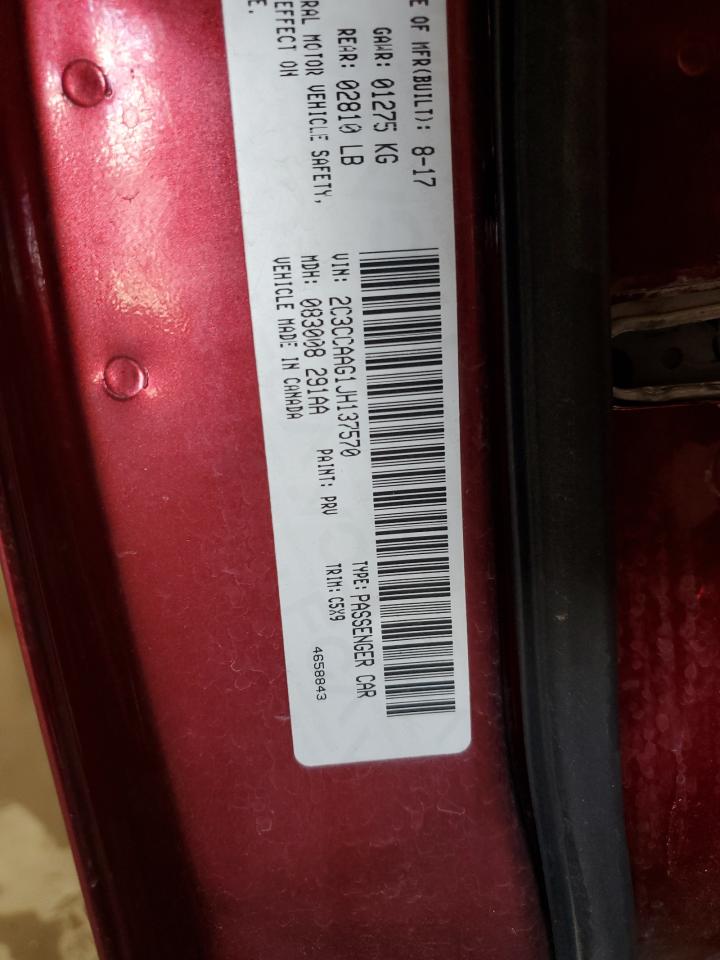 E OF MFR(BUILT): 8-17
GAWR: 01275 KG
REAR: 02810 LB
RAL MOTOR VEHICLE SAFETY,
EFFECT ON
E.
VIN: 2C3CCAAG1JH137570
TYPE: PASSENGER CAR
MDH: 083008 291AA
PAINT: PRV
TRIM: C5X9
VEHICLE MADE IN CANADA
4658843